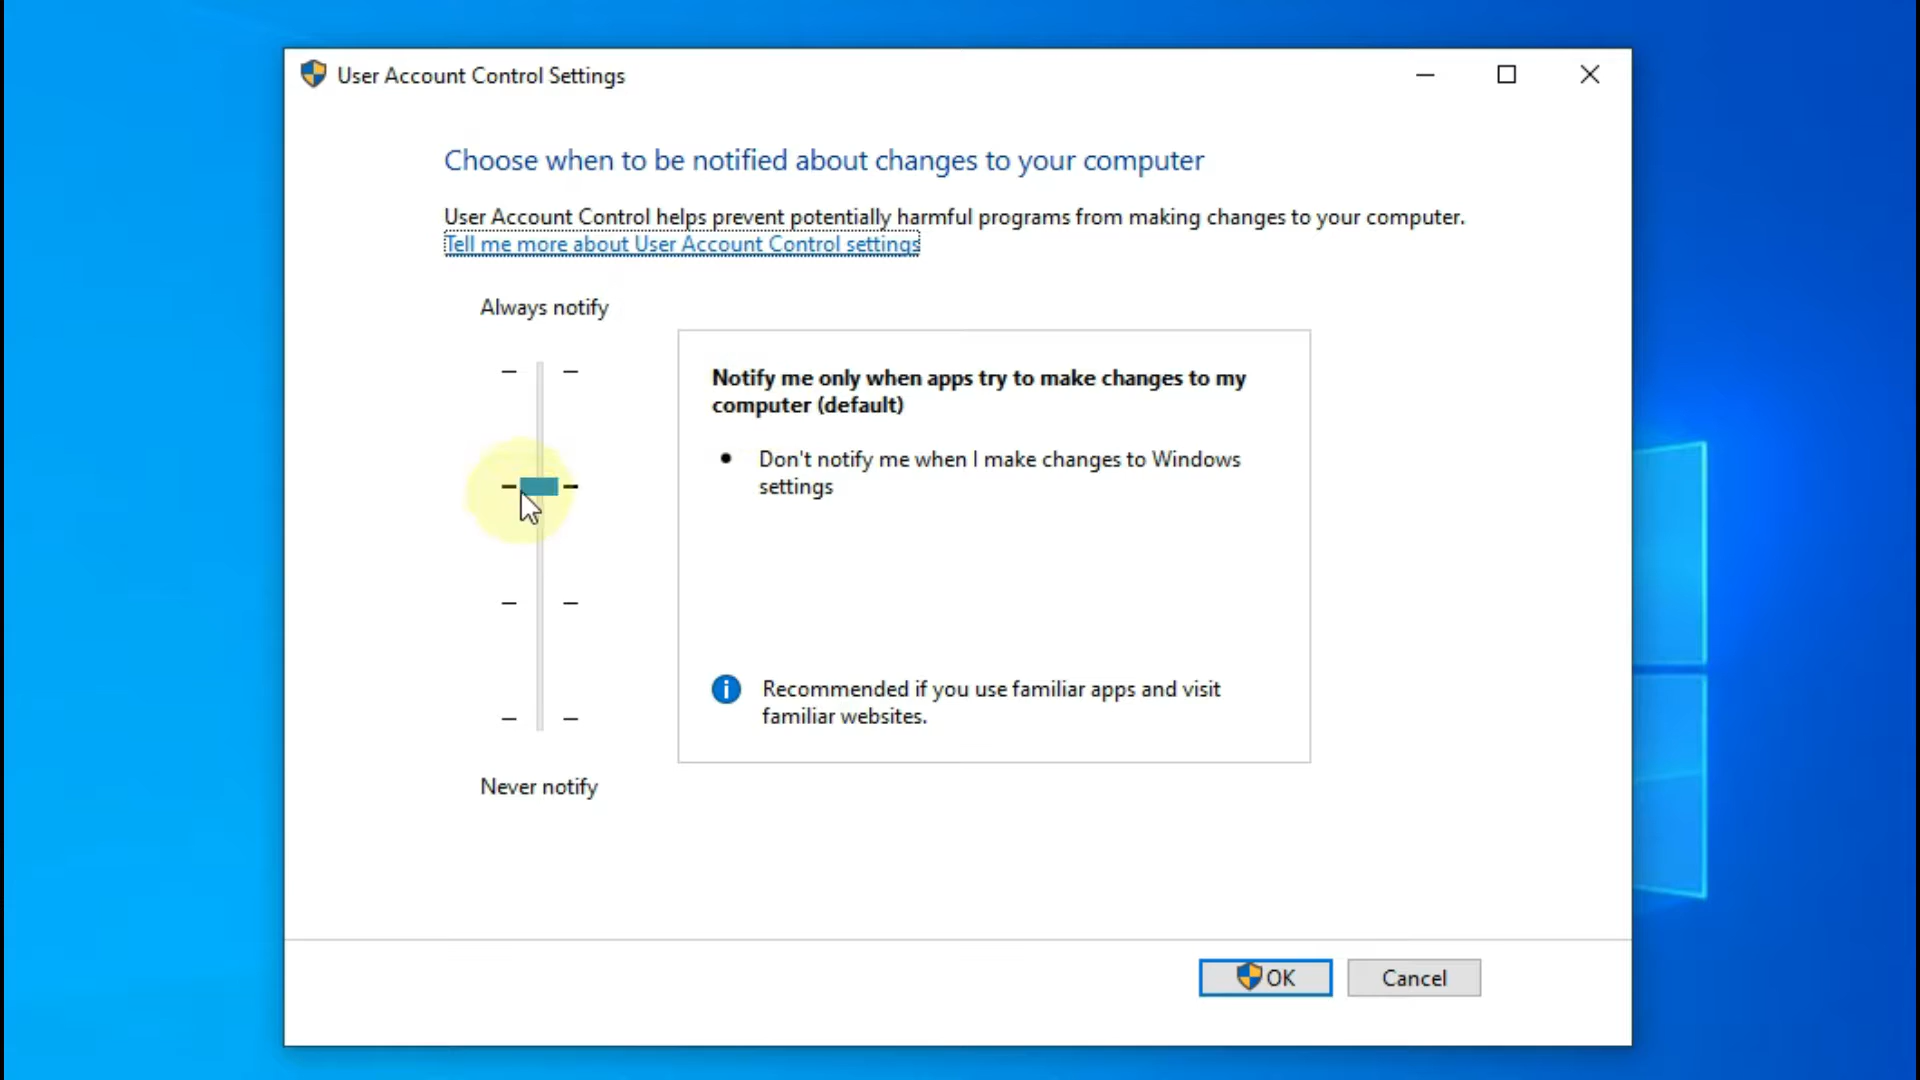 User Account Control Settings
Choose when to be notified about changes to your computer
User Account Control helps prevent potentially harmful programs from making changes to your computer.
Tell me more about User Account Control settings
Always notify
Notify me only when apps try to make changes to my
computer (default)
• Don't notify me when I make changes to Windows
settings
Recommended if you use familiar apps and visit
familiar websites.
Never notify
OK
Cancel